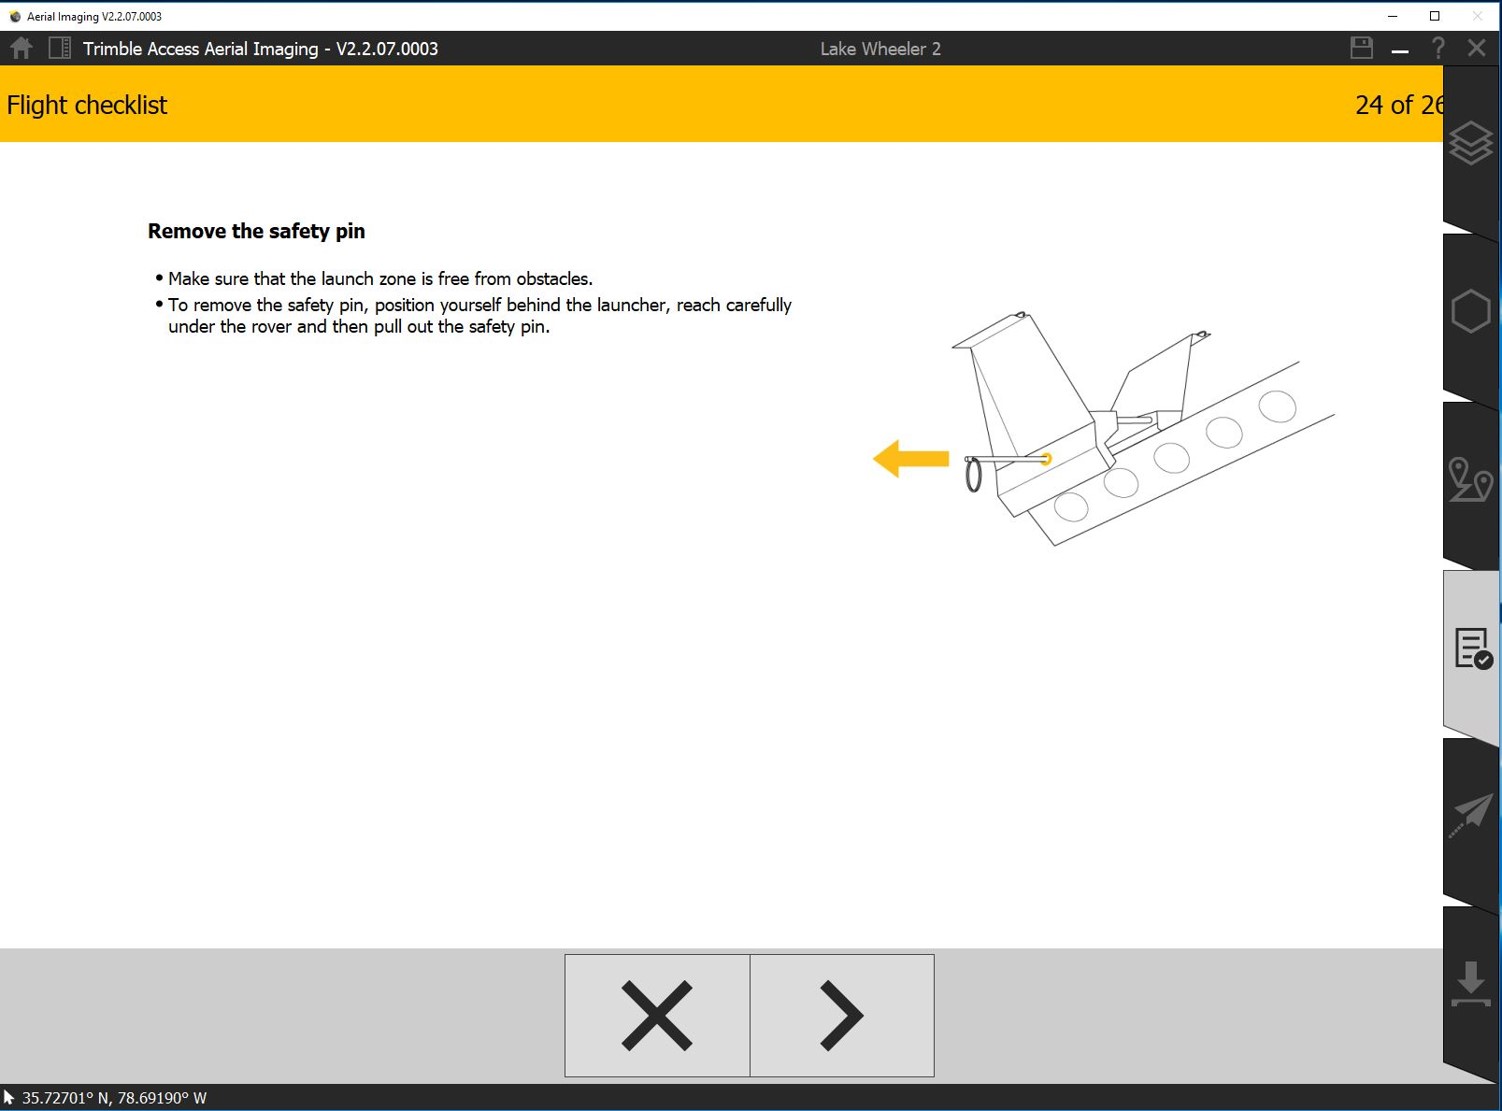 Aerial Imaging V2.2.07.0003
Trimble Access Aerial Imaging - V2.2.07.0003
Lake Wheeler 2
?
Flight checklist
24 of 26
Remove the safety pin
• Make sure that the launch zone is free from obstacles.
• To remove the safety pin, position yourself behind the launcher, reach carefully
under the rover and then pull out the safety pin.
35.72701° N, 78.69190° W